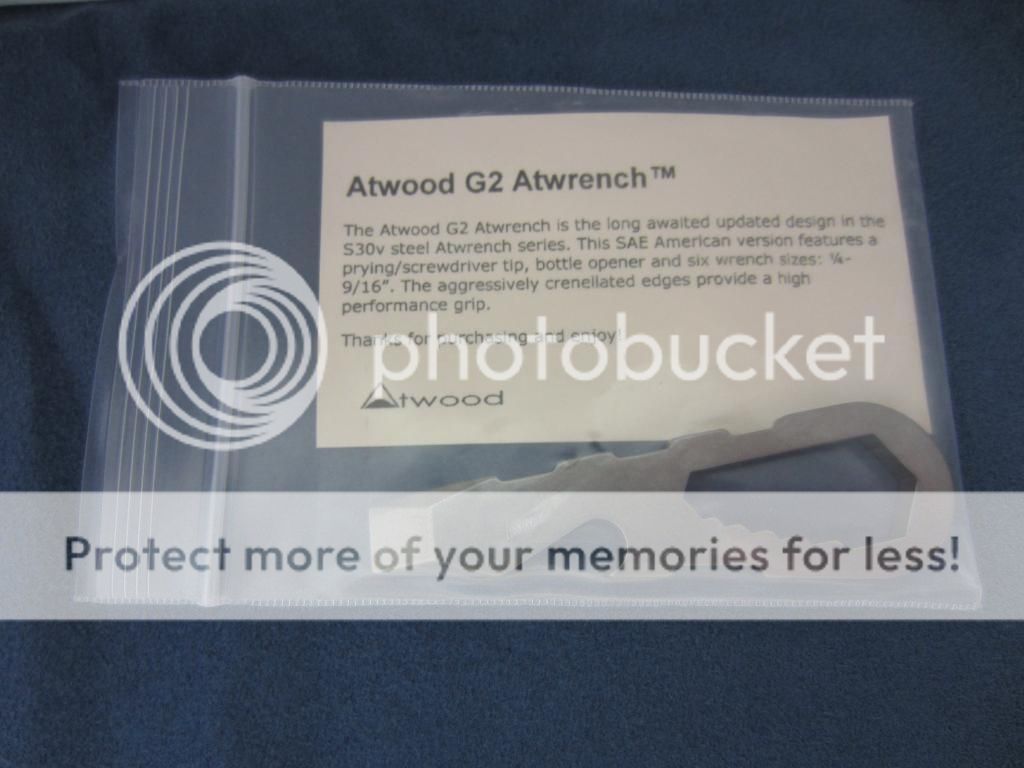 Atwood G2 Atwrench™
The Atwood G2 Atwrench is the long awaited updated design in the
S30v steel Atwrench series. This SAE American version features a
prying/screwdriver tip, bottle opener and six wrench sizes: ¼-
9/16”. The aggressively crenellated edges provide a high
performance grip.
Thanks for purchasing and enjoy!
photobucket
Atwood
Protect more of your memories for less!